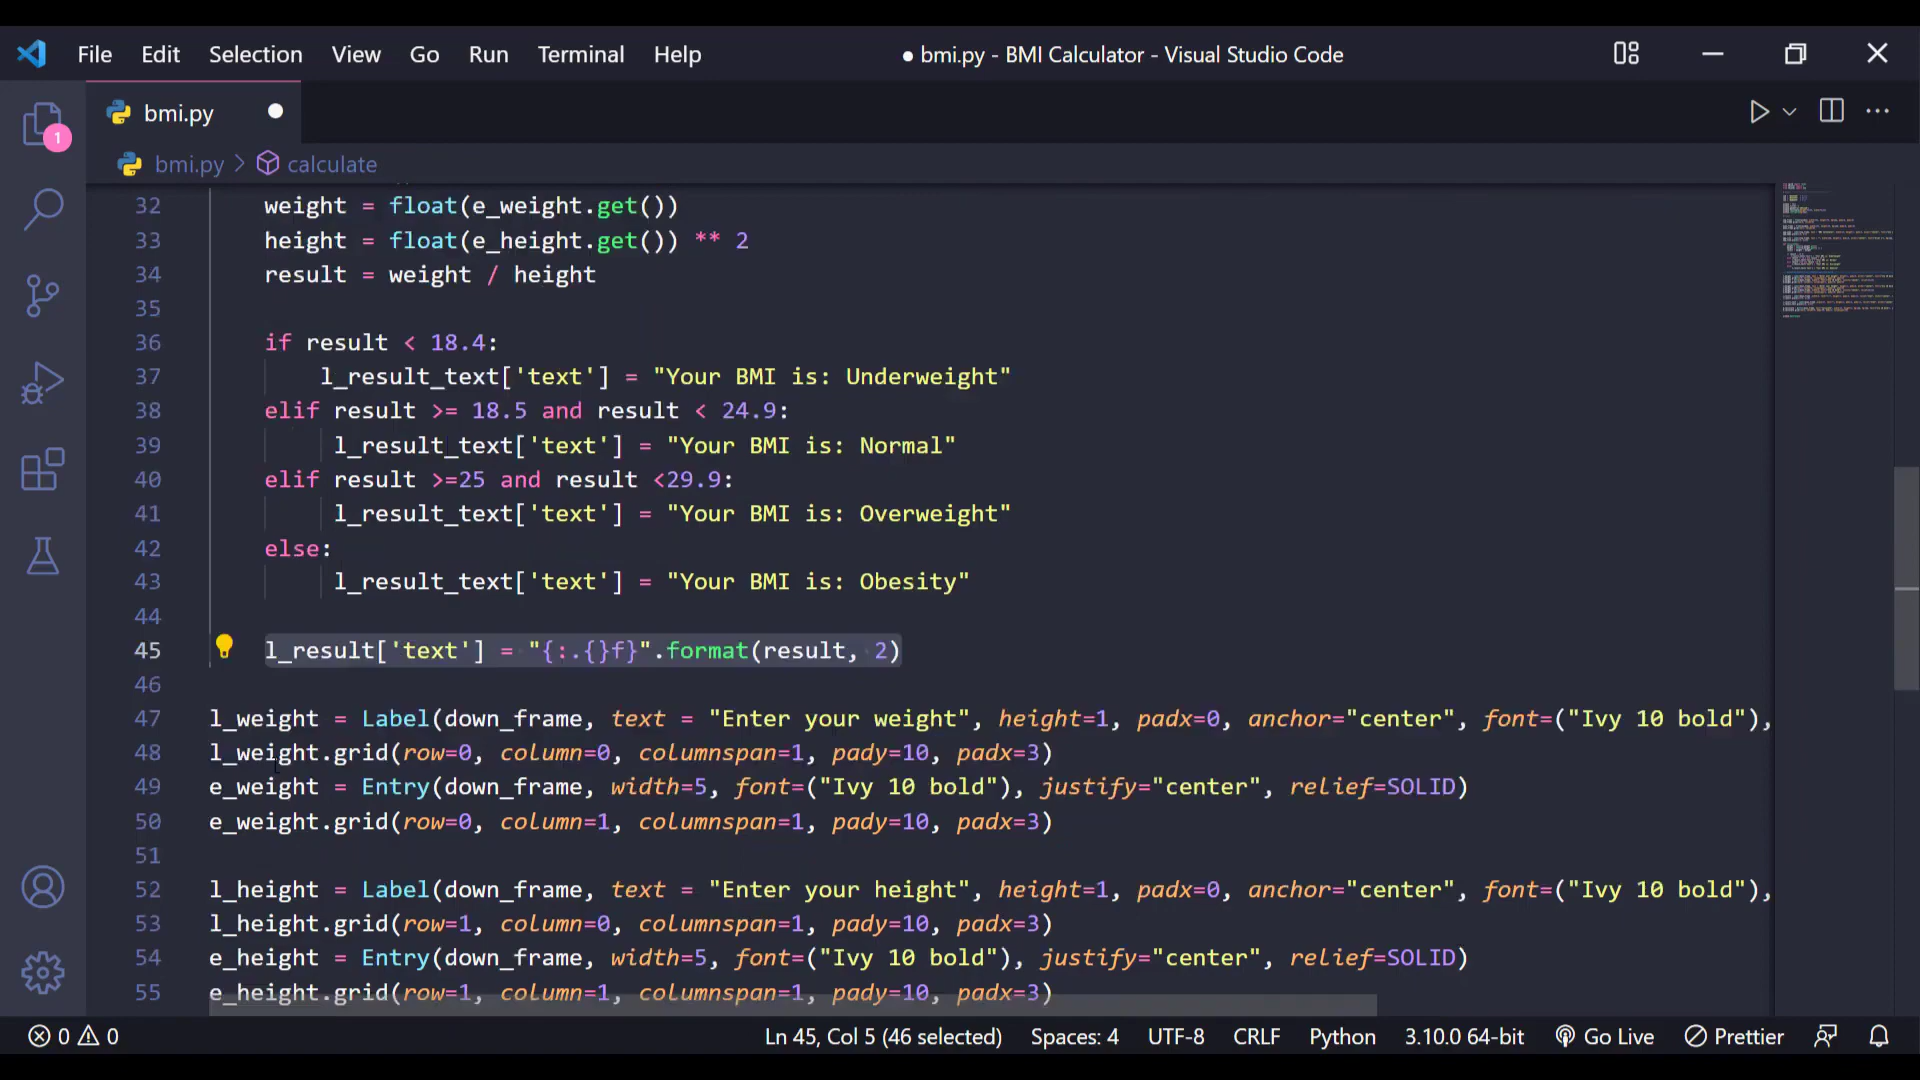 File Edit Selection View Go Run Terminal Help
● bmi.py - BMI Calculator - Visual Studio Code
bmi.py
bmi.py > calculate
1
32 weight = float(e_weight.get())
33 height = float(e_height.get()) ** 2
34 result = weight / height
35
36 if result < 18.4:
37 l_result_text['text'] = "Your BMI is: Underweight"
38 elif result >= 18.5 and result < 24.9:
39 l_result_text['text'] = "Your BMI is: Normal"
40 elif result >=25 and result <29.9:
41 l_result_text['text'] = "Your BMI is: Overweight"
42 else:
43 l_result_text['text'] = "Your BMI is: Obesity"
44
45 l_result['text'] = "{:.{}f}".format(result, 2)
46
47 l_weight = Label(down_frame, text = "Enter your weight", height=1, padx=0, anchor="center", font=("Ivy 10 bold"),
48 l_weight.grid(row=0, column=0, columnspan=1, pady=10, padx=3)
49 e_weight = Entry(down_frame, width=5, font=("Ivy 10 bold"), justify="center", relief=SOLID)
50 e_weight.grid(row=0, column=1, columnspan=1, pady=10, padx=3)
51
52 l_height = Label(down_frame, text = "Enter your height", height=1, padx=0, anchor="center", font=("Ivy 10 bold"),
53 l_height.grid(row=1, column=0, columnspan=1, pady=10, padx=3)
54 e_height = Entry(down_frame, width=5, font=("Ivy 10 bold"), justify="center", relief=SOLID)
55 e_height.grid(row=1, column=1, columnspan=1, pady=10, padx=3)
0 0 Ln 45, Col 5 (46 selected) Spaces: 4 UTF-8 CRLF Python 3.10.0 64-bit Go Live Prettier